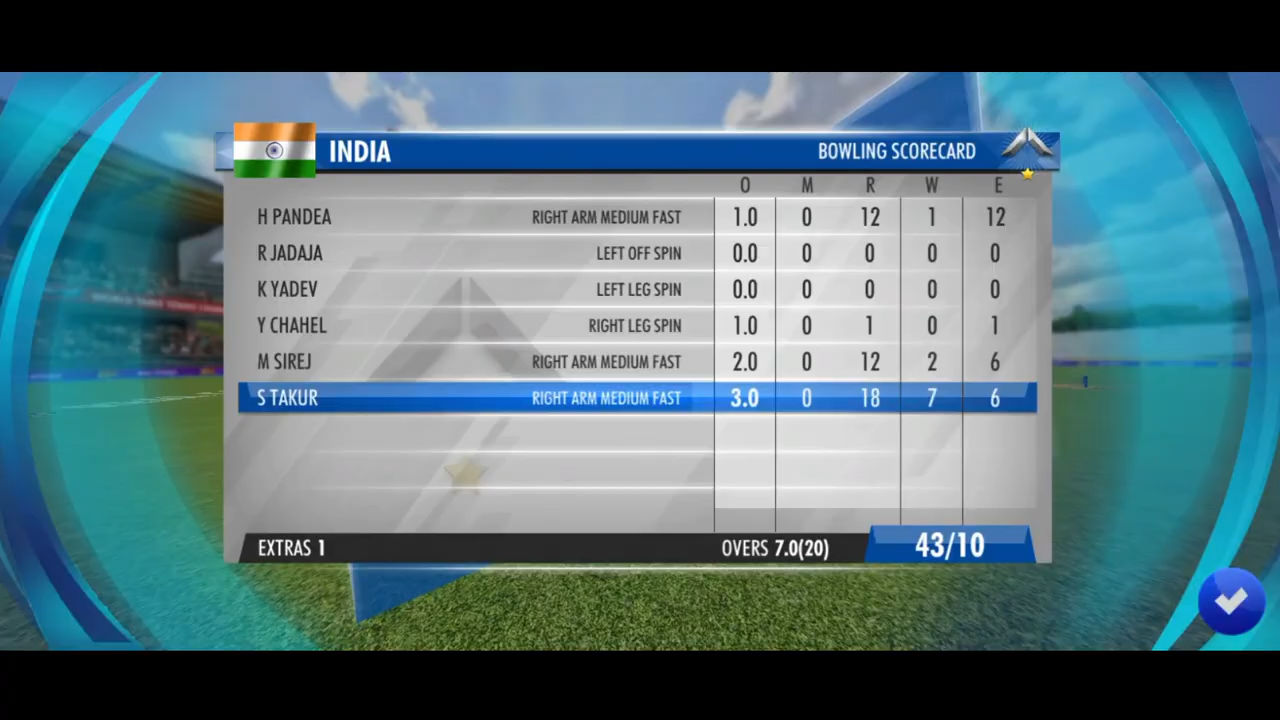 INDIA BOWLING SCORECARD
O M R W E
H PANDEA RIGHT ARM MEDIUM FAST 1.0 0 12 1 12
R JADAJA LEFT OFF SPIN 0.0 0 0 0 0
K YADEV LEFT LEG SPIN 0.0 0 0 0 0
Y CHAHEL RIGHT LEG SPIN 1.0 0 1 0 1
M SIREJ RIGHT ARM MEDIUM FAST 2.0 0 12 2 6
S TAKUR RIGHT ARM MEDIUM FAST 3.0 0 18 7 6
EXTRAS 1 OVERS 7.0(20) 43/10